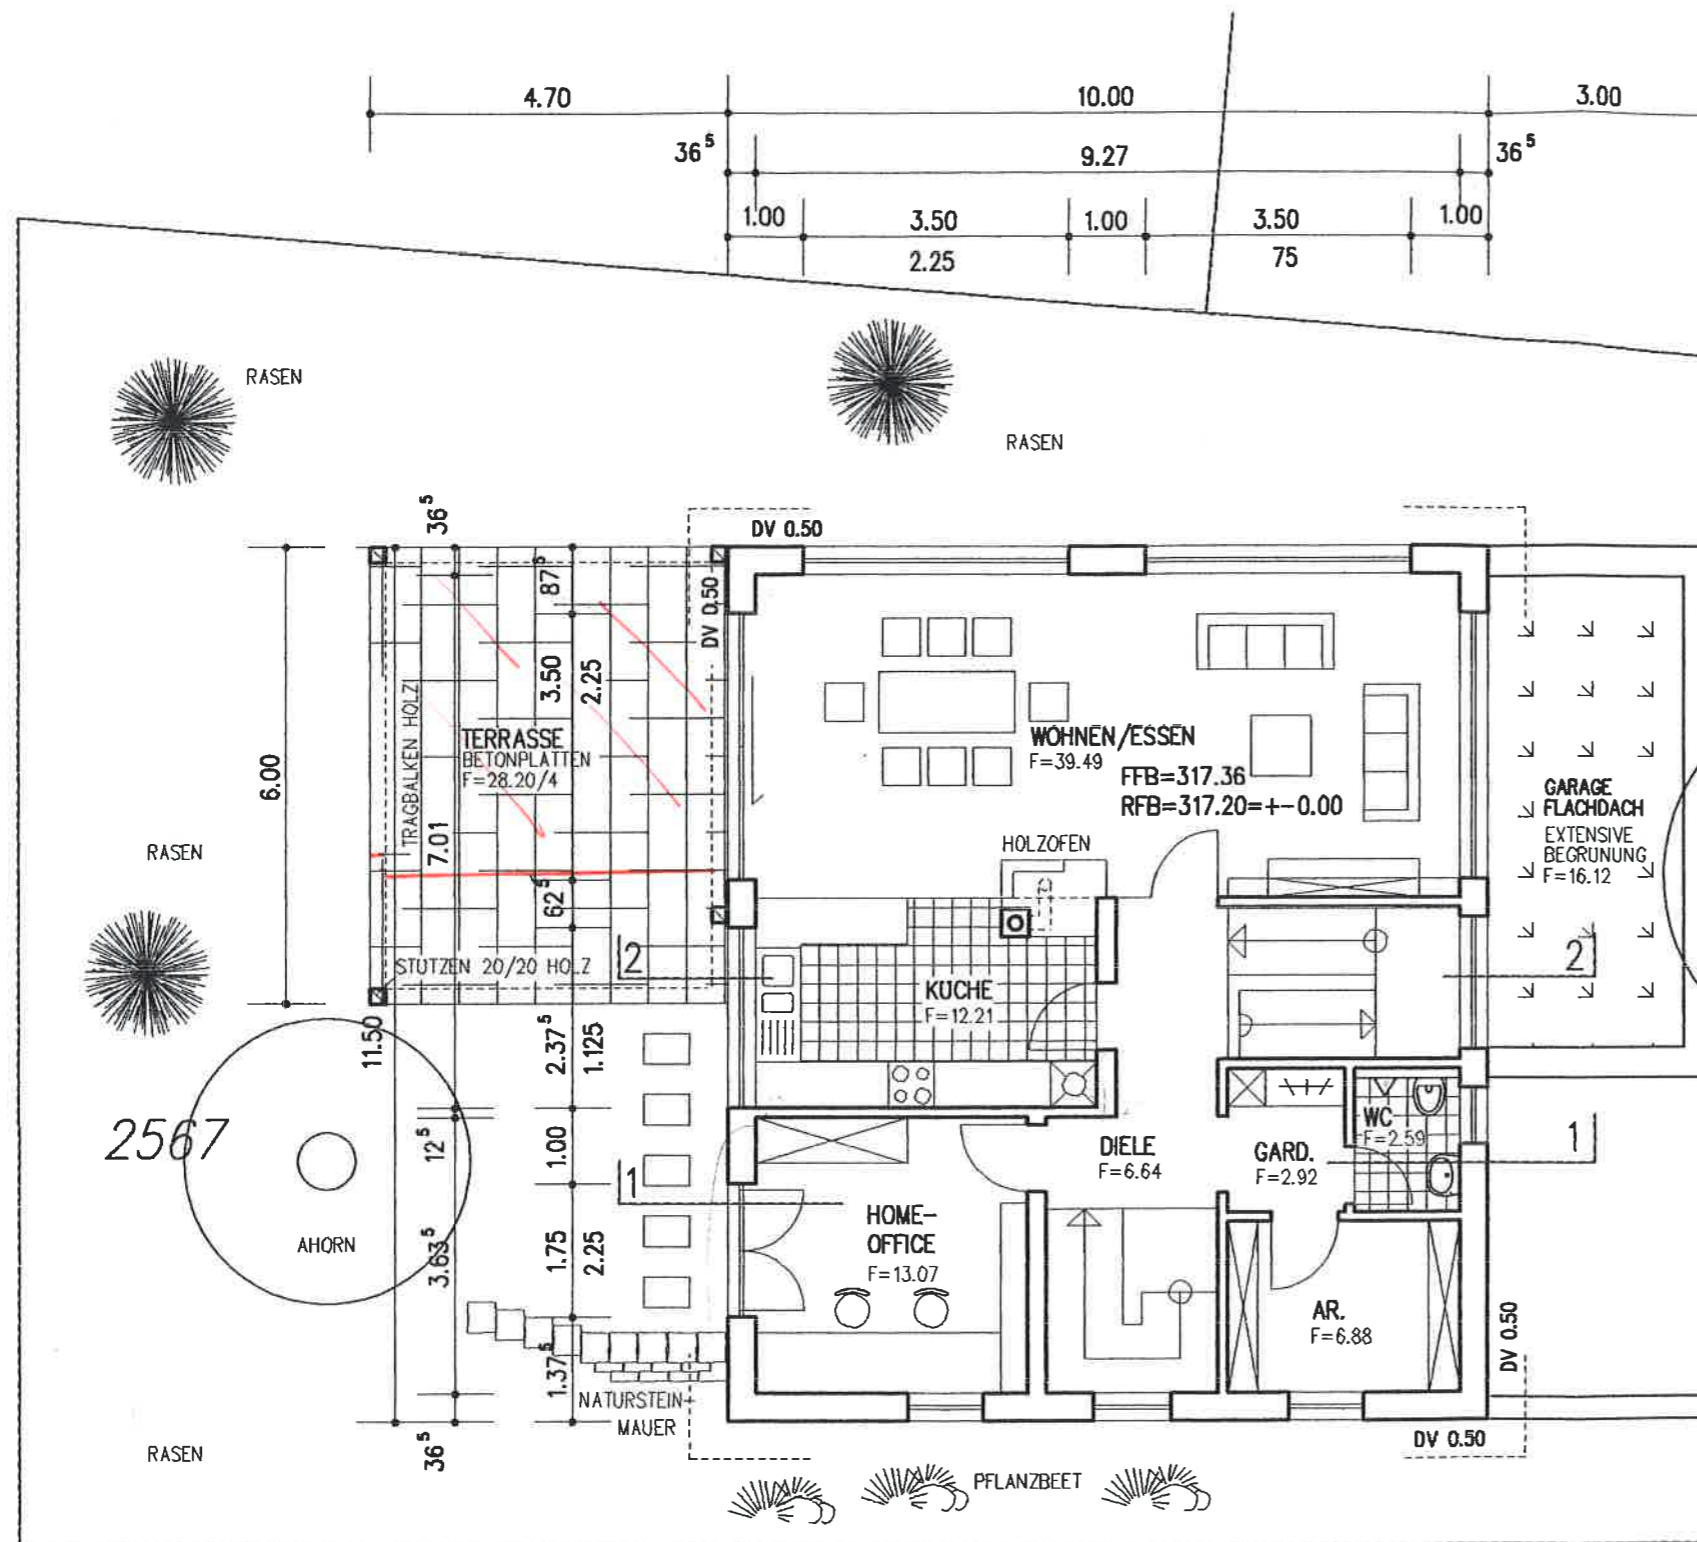 4.70
10.00
3.00
36⁵
9.27
36⁵
1.00
3.50
1.00
3.50
1.00
2.25
75
RASEN
RASEN
DV 0.50
36⁵
87⁵
DV 0.50
3.50
2.25
TRAGBALKEN HOLZ
TERRASSE
BETONPLATTEN
F=28.20/4
6.00
7.01
62⁵
WOHNEN/ESSEN
F=39.49
FFB=317.36
RFB=317.20=+-0.00
HOLZOFEN
GARAGE
FLACHDACH
EXTENSIVE
BEGRÜNUNG
F=16.12
RASEN
STÜTZEN 20/20 HOLZ
2
KÜCHE
F=12.21
2
11.50
2.37⁵
1.125
2567
12⁵
1.00
1
DIELE
F=6.64
GARD.
F=2.92
WC
F=2.59
1
AHORN
3.63⁵
1.75
2.25
HOME-
OFFICE
F=13.07
AR.
F=6.88
DV 0.50
1.37⁵
NATURSTEIN-
MAUER
RASEN
36⁵
DV 0.50
PFLANZBEET